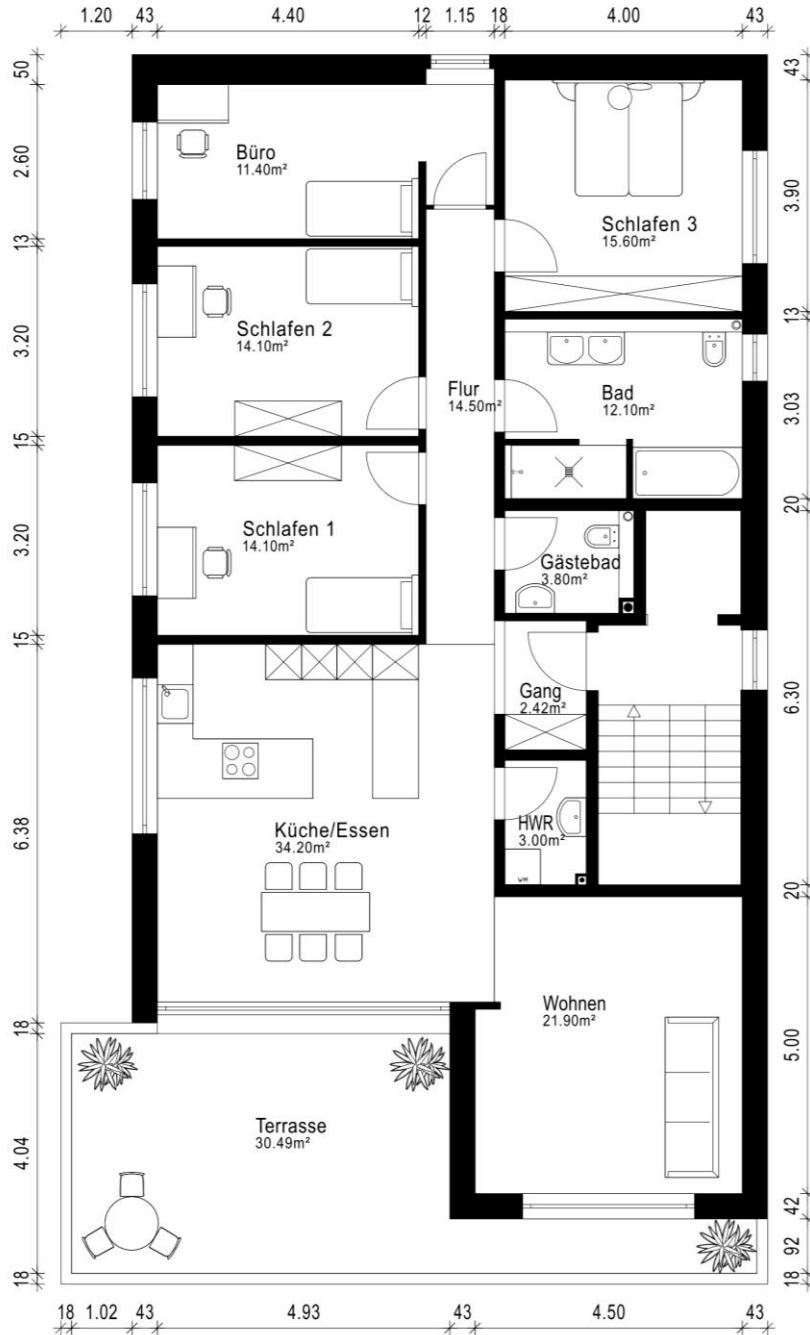 1.20 43 4.40 12 1.15 18 4.00 43
50
43
2.60
3.90
Büro
11.40m²
Schlafen 3
15.60m²
13
13
3.20
Schlafen 2
14.10m²
Flur
14.50m²
Bad
12.10m²
3.03
15
20
3.20
Schlafen 1
14.10m²
Gästebad
3.80m²
15
Gang
2.42m²
6.30
6.38
Küche/Essen
34.20m²
HWR
3.00m²
WM
20
Wohnen
21.90m²
5.00
18
Terrasse
30.49m²
4.04
42
92
18
18
18 1.02 43 4.93 43 4.50 43